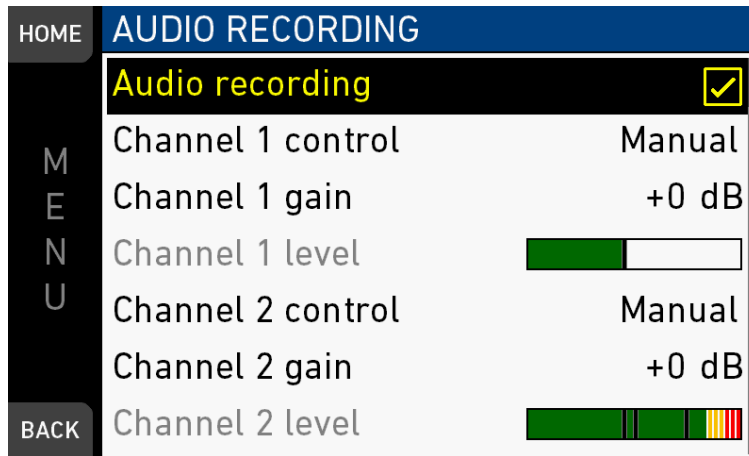 HOME
AUDIO RECORDING
Audio recording
Channel 1 control Manual
Channel 1 gain +0 dB
Channel 1 level
Channel 2 control Manual
Channel 2 gain +0 dB
Channel 2 level
MENU
BACK